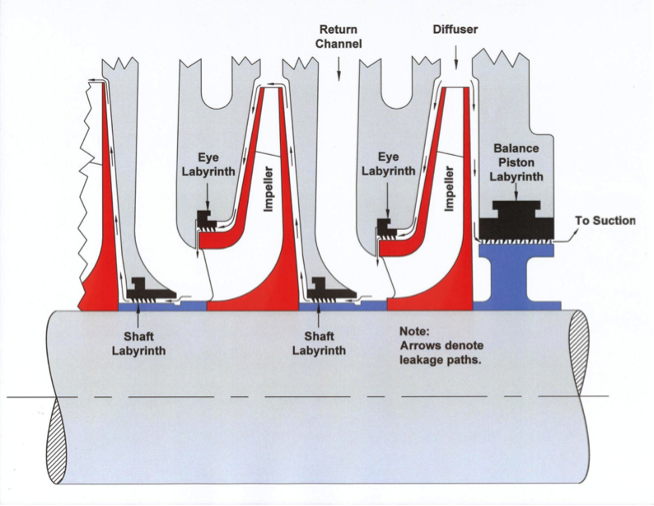 Return
Channel
Diffuser
Eye
Labyrinth
Impeller
Eye
Labyrinth
Impeller
Balance
Piston
Labyrinth
To Suction
Shaft
Labyrinth
Shaft
Labyrinth
Note:
Arrows denote
leakage paths.